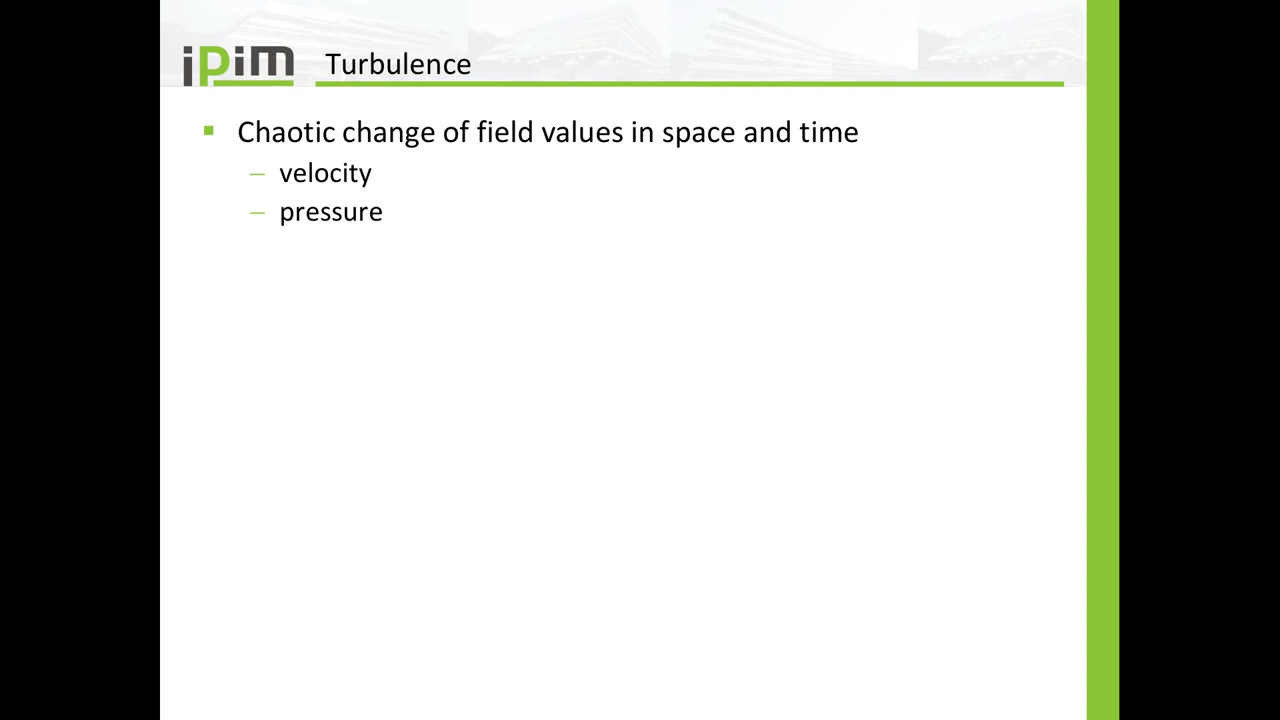 iPim
Turbulence
Chaotic change of field values in space and time
– velocity
– pressure